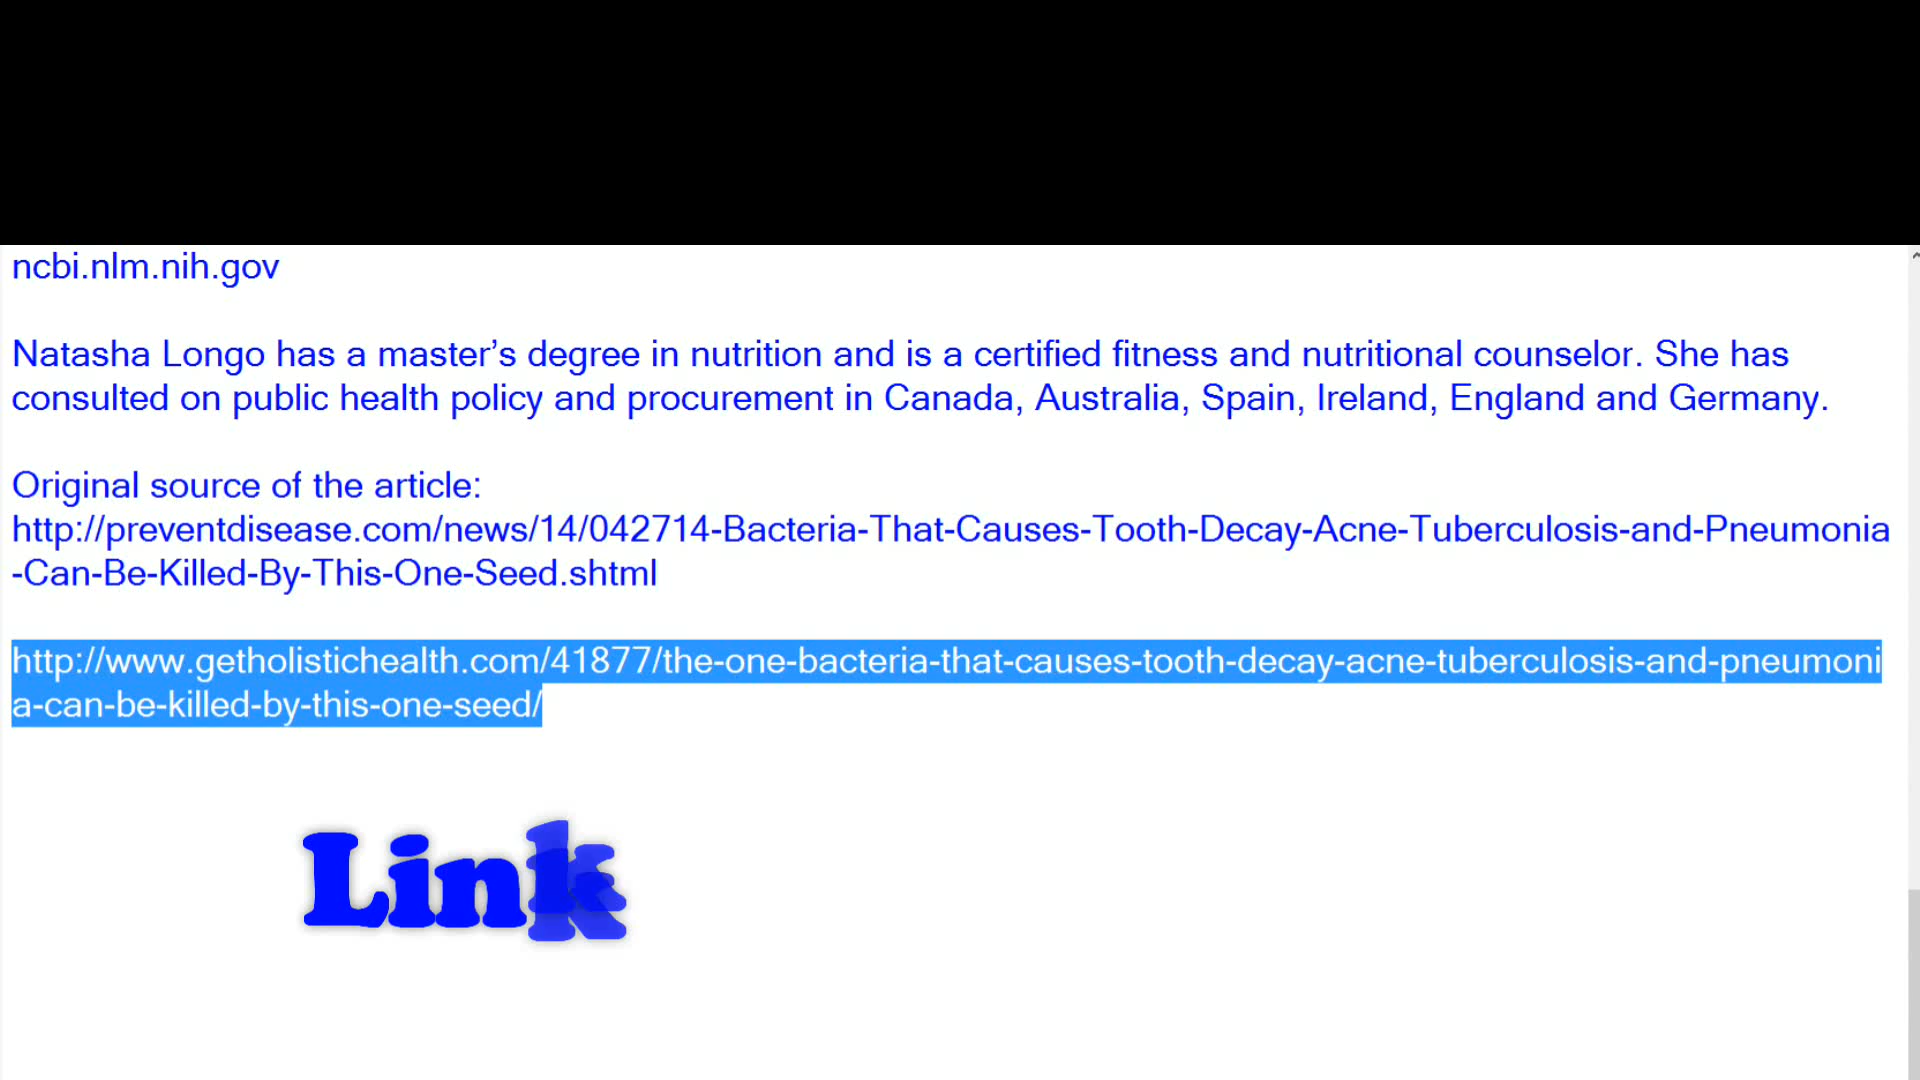 ncbi.nlm.nih.gov
Natasha Longo has a master’s degree in nutrition and is a certified fitness and nutritional counselor. She has
consulted on public health policy and procurement in Canada, Australia, Spain, Ireland, England and Germany.
Original source of the article:
http://preventdisease.com/news/14/042714-Bacteria-That-Causes-Tooth-Decay-Acne-Tuberculosis-and-Pneumonia
-Can-Be-Killed-By-This-One-Seed.shtml
http://www.getholistichealth.com/41877/the-one-bacteria-that-causes-tooth-decay-acne-tuberculosis-and-pneumoni
a-can-be-killed-by-this-one-seed/
Link